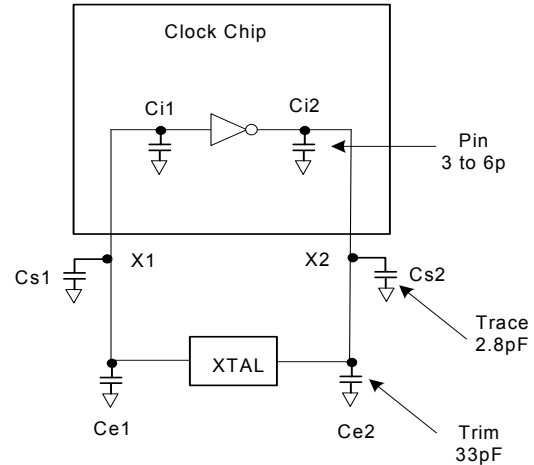 Clock Chip
Ci1
Ci2
Pin
3 to 6p
Cs1
X1
X2
Cs2
Trace
2.8pF
XTAL
Ce1
Ce2
Trim
33pF